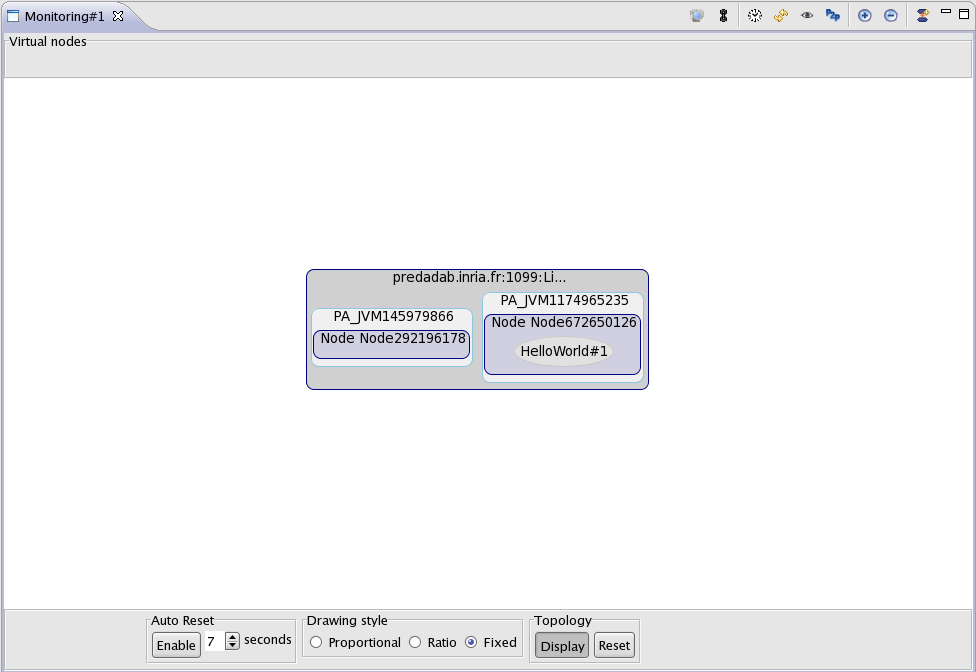 Monitoring#1
P2p
Virtual nodes
predadab.inria.fr:1099:Li...
PA_JVM145979866
Node Node292196178
PA_JVM1174965235
Node Node672650126
HelloWorld#1
Auto Reset
Enable 7 seconds
Drawing style
Proportional Ratio Fixed
Topology
Display Reset